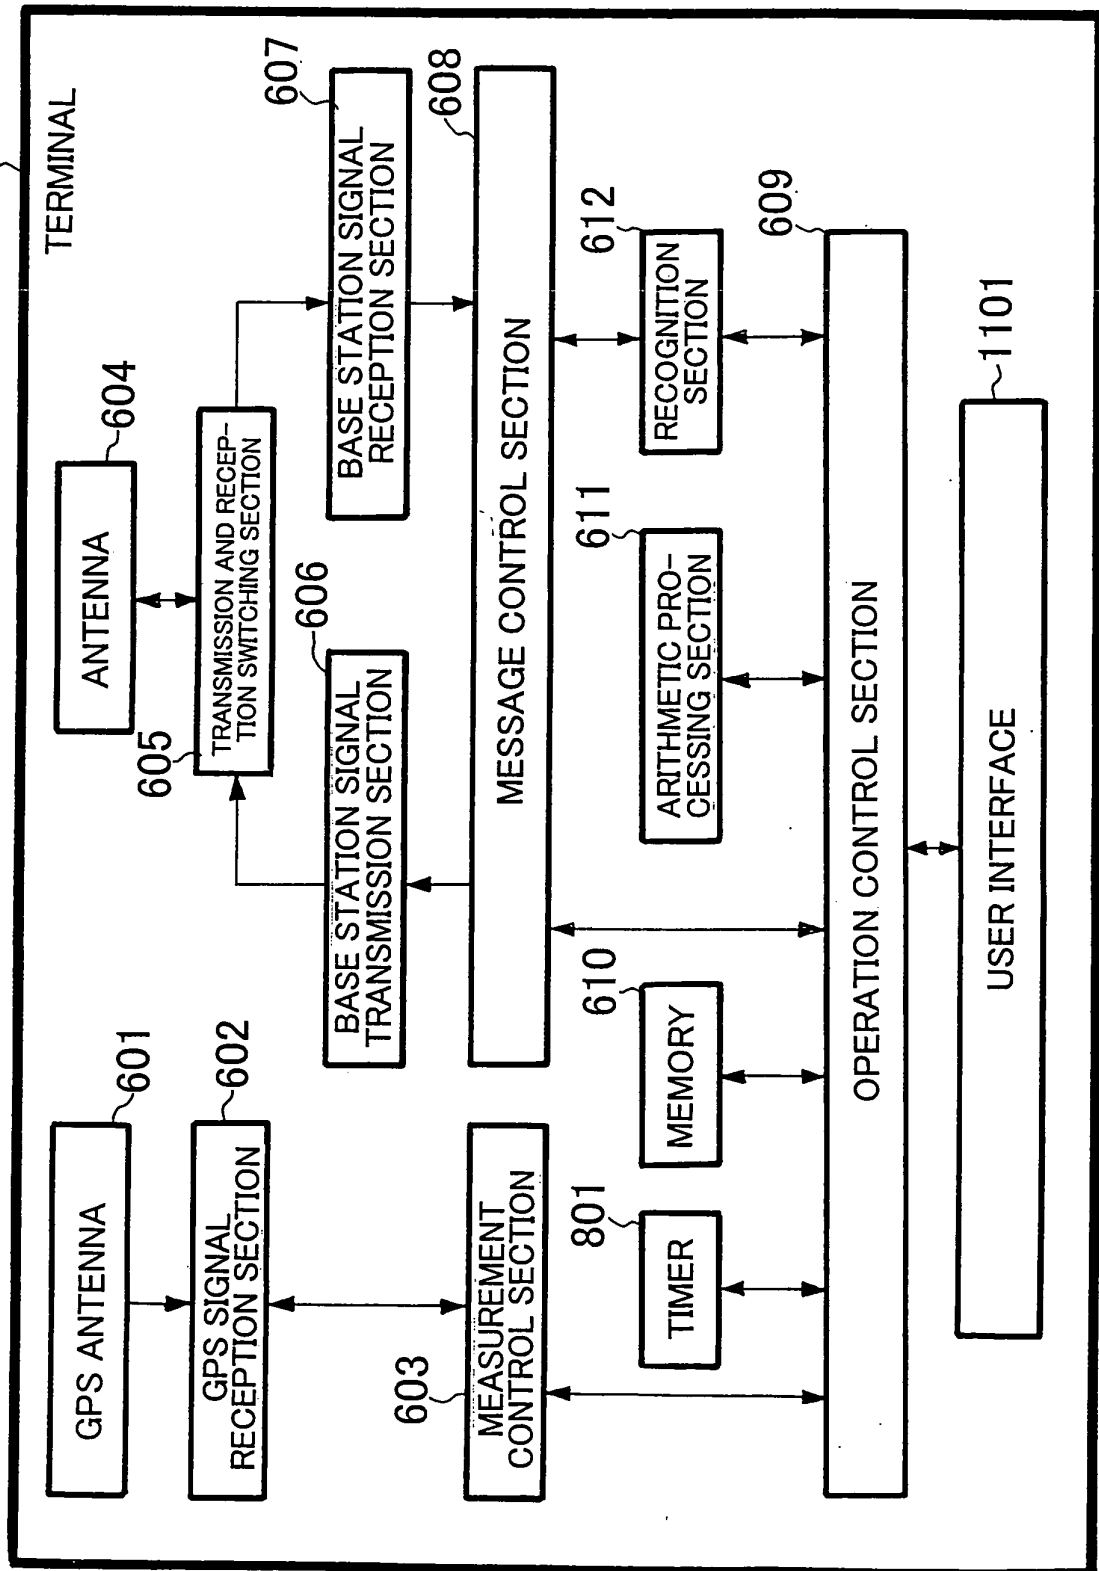 TERMINAL
GPS ANTENNA
601
GPS SIGNAL
RECEPTION SECTION
602
MEASUREMENT
CONTROL SECTION
603
ANTENNA
604
TRANSMISSION AND RECEP-
TION SWITCHING SECTION
605
BASE STATION SIGNAL
TRANSMISSION SECTION
606
BASE STATION SIGNAL
RECEPTION SECTION
607
MESSAGE CONTROL SECTION
608
TIMER
801
MEMORY
610
ARITHMETIC PRO-
CESSING SECTION
611
RECOGNITION
SECTION
612
OPERATION CONTROL SECTION
609
USER INTERFACE
1101